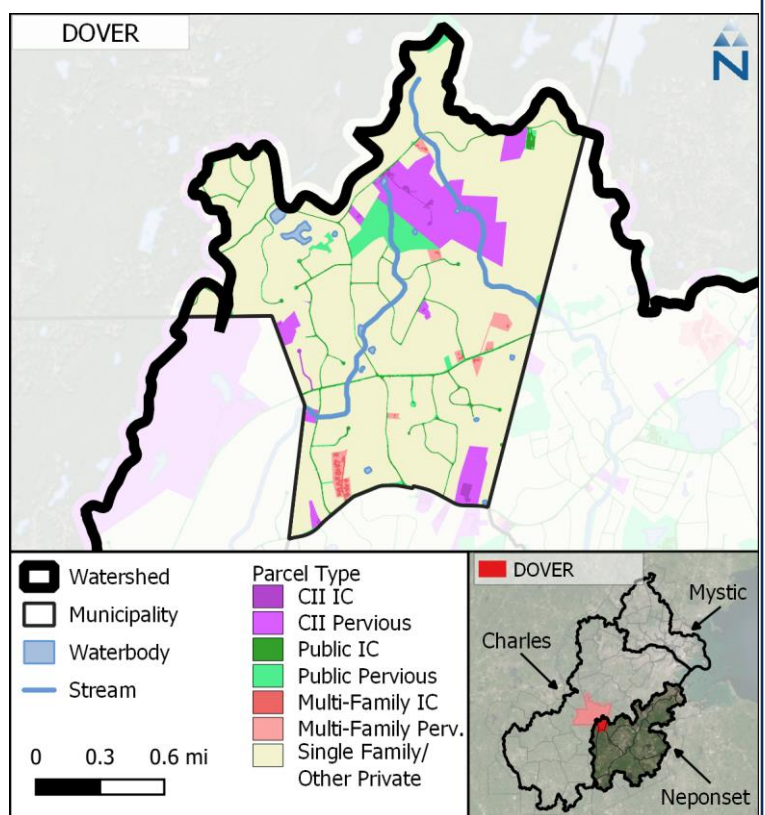 DOVER
N
Watershed
Municipality
Waterbody
Stream
0 0.3 0.6 mi
Parcel Type
CII IC
CII Pervious
Public IC
Public Pervious
Multi-Family IC
Multi-Family Perv.
Single Family/
Other Private
DOVER
Mystic
Charles
Neponset